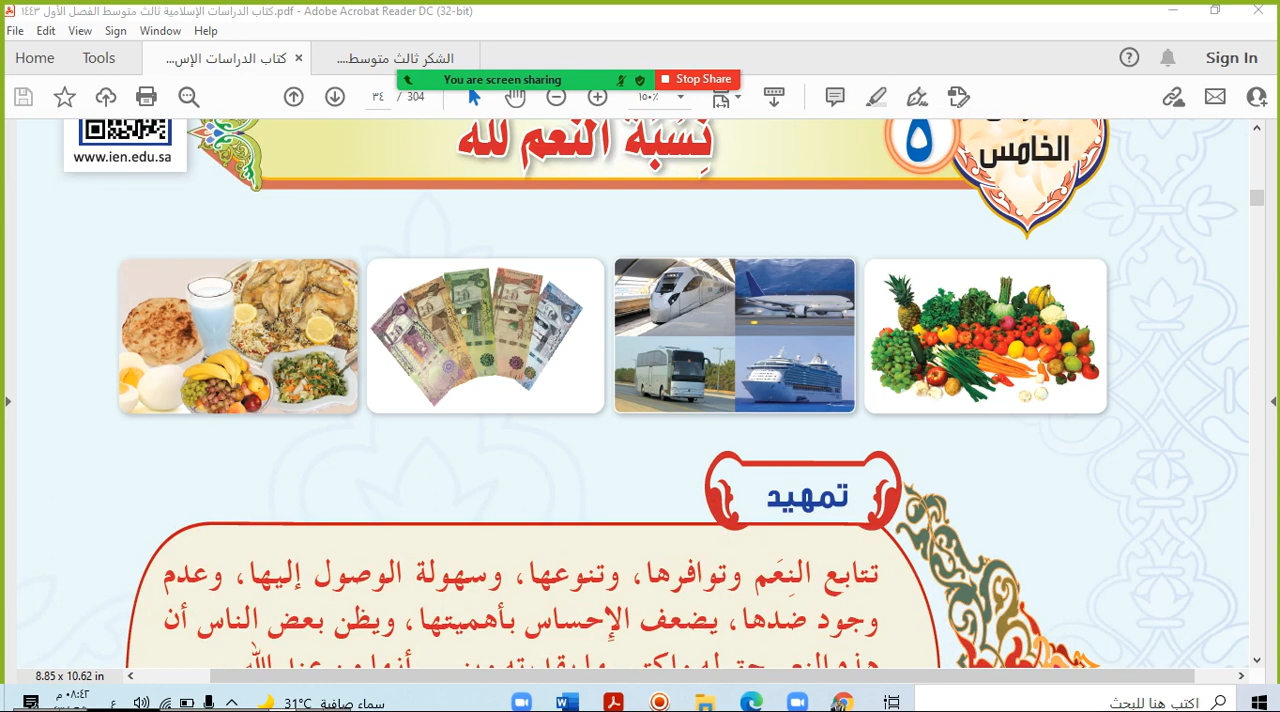 كتاب الدراسات الإسلامية ثالث متوسط الفصل الأول ١٤٤٣.pdf - Adobe Acrobat Reader DC (32-bit)
File Edit View Sign Window Help
Home Tools كتاب الدراسات الإس... × الشكر ثالث متوسط.... Sign In
You are screen sharing Stop Share
٣٤ / 304 ١٥٠٪
www.ien.edu.sa
نِسْبَة النِّعم لله
الخامس
٥
تمهيد
تتابع النِعَم وتوافرها، وتنوعها، وسهولة الوصول إليها، وعدم
وجود ضدها، يضعف الإحساس بأهميتها، ويظن بعض الناس أن
8.85 x 10.62 in
٠٨:٤٢ م
ع
31°C سماء صافية
اكتب هنا للبحث